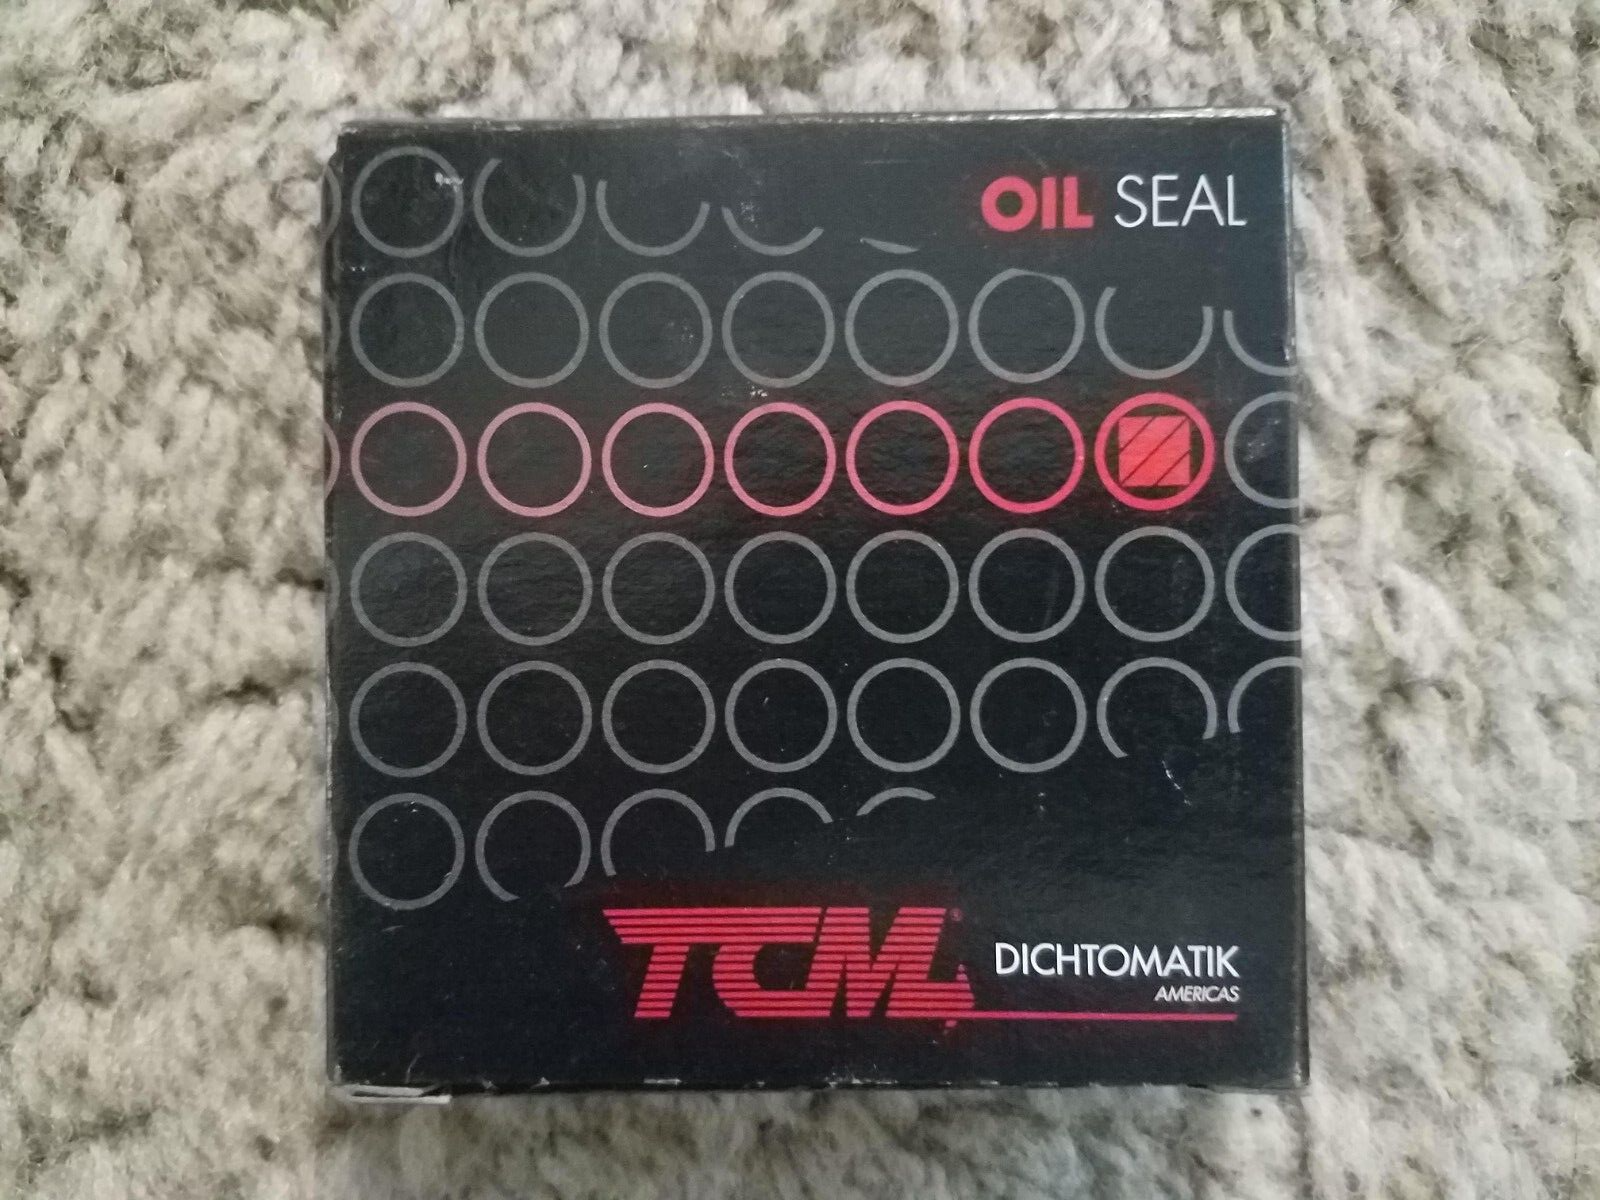 OIL SEAL
TCM®
DICHTOMATIK
AMERICAS